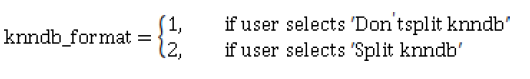 knndb_format = { 1, if user selects 'Don'tsplit knndb'
2, if user selects 'Split knndb'